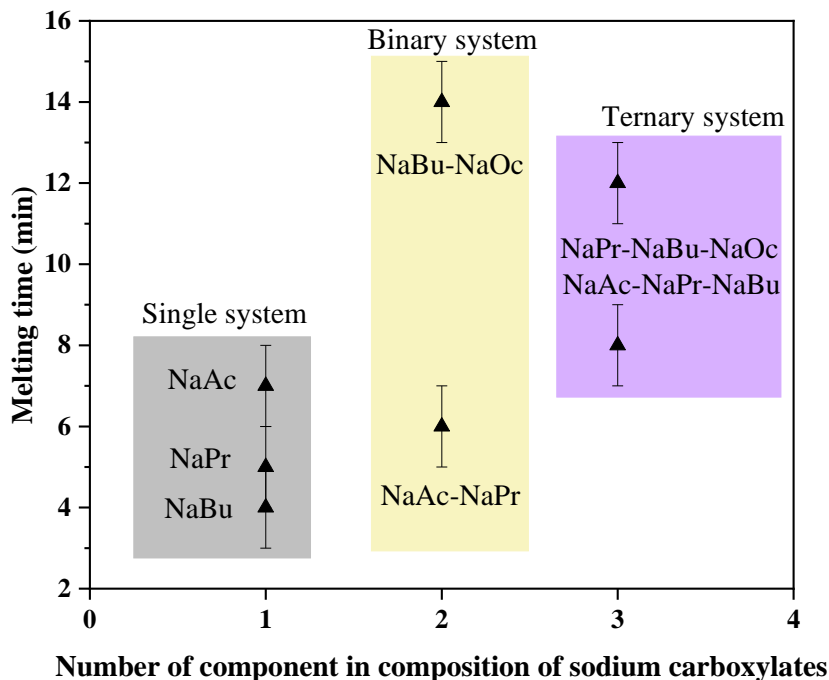 Binary system
Ternary system
Single system
NaBu-NaOc
NaPr-NaBu-NaOc
NaAc-NaPr-NaBu
NaAc
NaPr
NaBu
NaAc-NaPr
Melting time (min)
16
14
12
10
8
6
4
2
0
1
2
3
4
Number of component in composition of sodium carboxylates